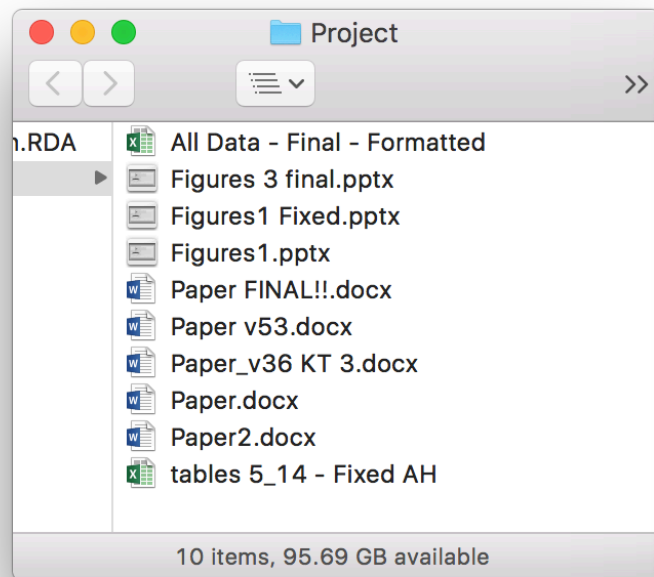 Project
n.RDA
All Data - Final - Formatted
Figures 3 final.pptx
Figures1 Fixed.pptx
Figures1.pptx
Paper FINAL!!.docx
Paper v53.docx
Paper_v36 KT 3.docx
Paper.docx
Paper2.docx
tables 5_14 - Fixed AH
10 items, 95.69 GB available